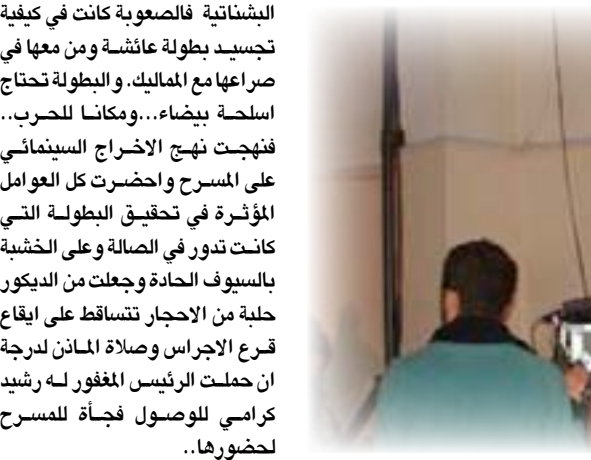 البشناتية فالصعوبة كانت في كيفية
تجسيد بطولة عائشة ومن معها في
صراعها مع المماليك. والبطولة تحتاج
اسلحة بيضاء...ومكانا للحرب..
فنهجت نهج الاخراج السينمائي
على المسرح واحضرت كل العوامل
المؤثرة في تحقيق البطولة التي
كانت تدور في الصالة وعلى الخشبة
بالسيوف الحادة وجعلت من الديكور
حلبة من الاحجار تتساقط على ايقاع
قرع الاجراس وصلاة الماذن لدرجة
ان حملت الرئيس المغفور له رشيد
كرامي للوصول فجأة للمسرح
لحضورها..